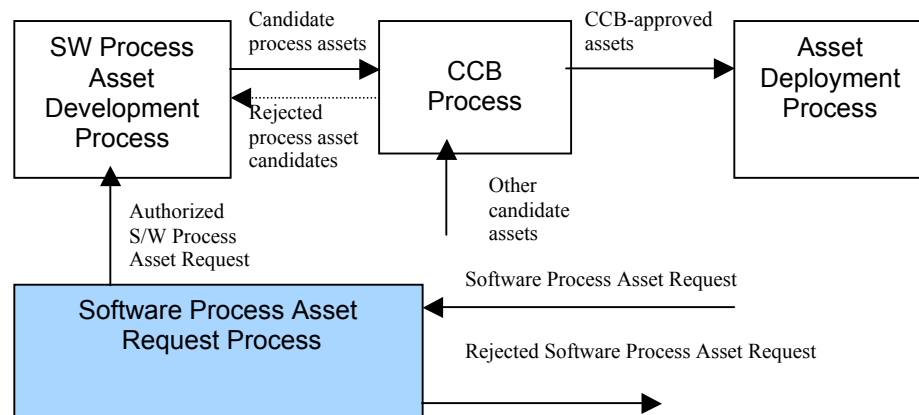 SW Process
Asset
Development
Process
Candidate
process assets
Rejected
process asset
candidates
CCB
Process
CCB-approved
assets
Asset
Deployment
Process
Authorized
S/W Process
Asset Request
Other
candidate
assets
Software Process Asset
Request Process
Software Process Asset Request
Rejected Software Process Asset Request